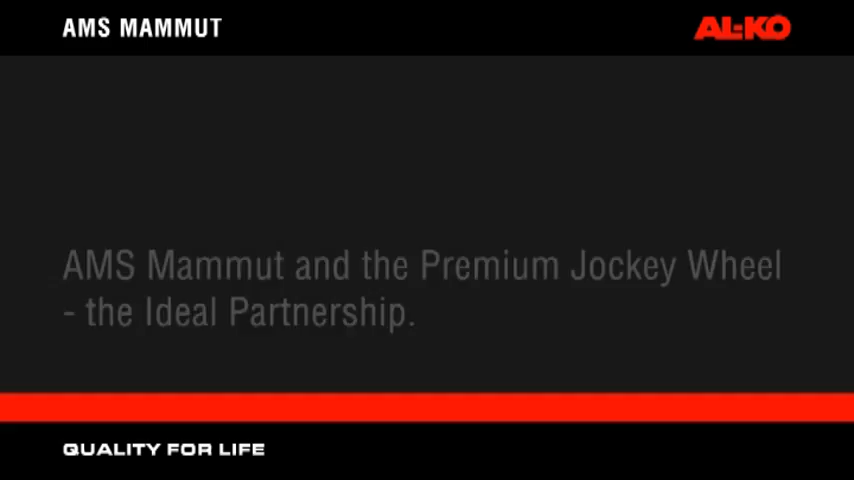 AMS MAMMUT
AL-KO
AMS Mammut and the Premium Jockey Wheel
- the Ideal Partnership.
QUALITY FOR LIFE